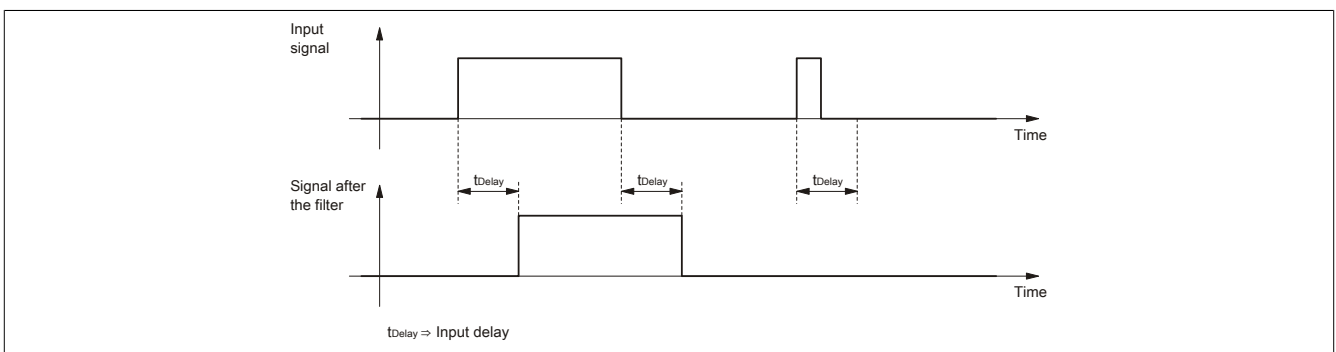 Input
signal
Time
tDelay
tDelay
tDelay
Signal after
the filter
Time
tDelay ⇒ Input delay